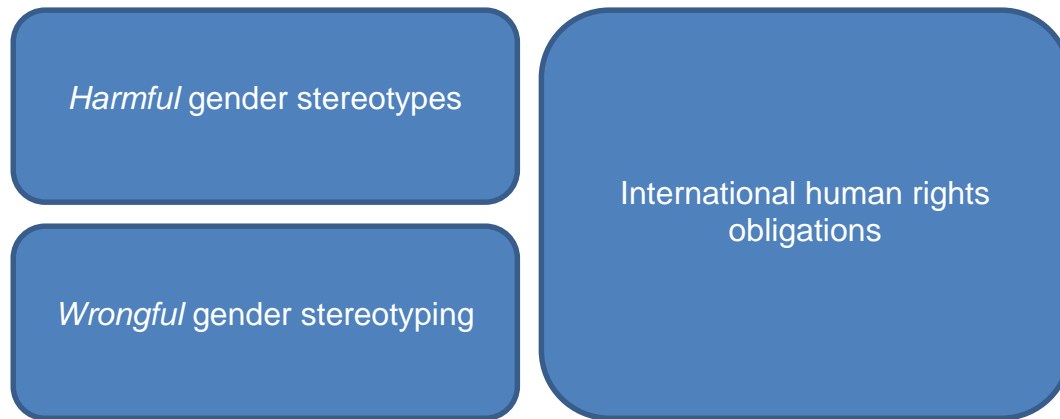 Harmful gender stereotypes
Wrongful gender stereotyping
International human rights
obligations